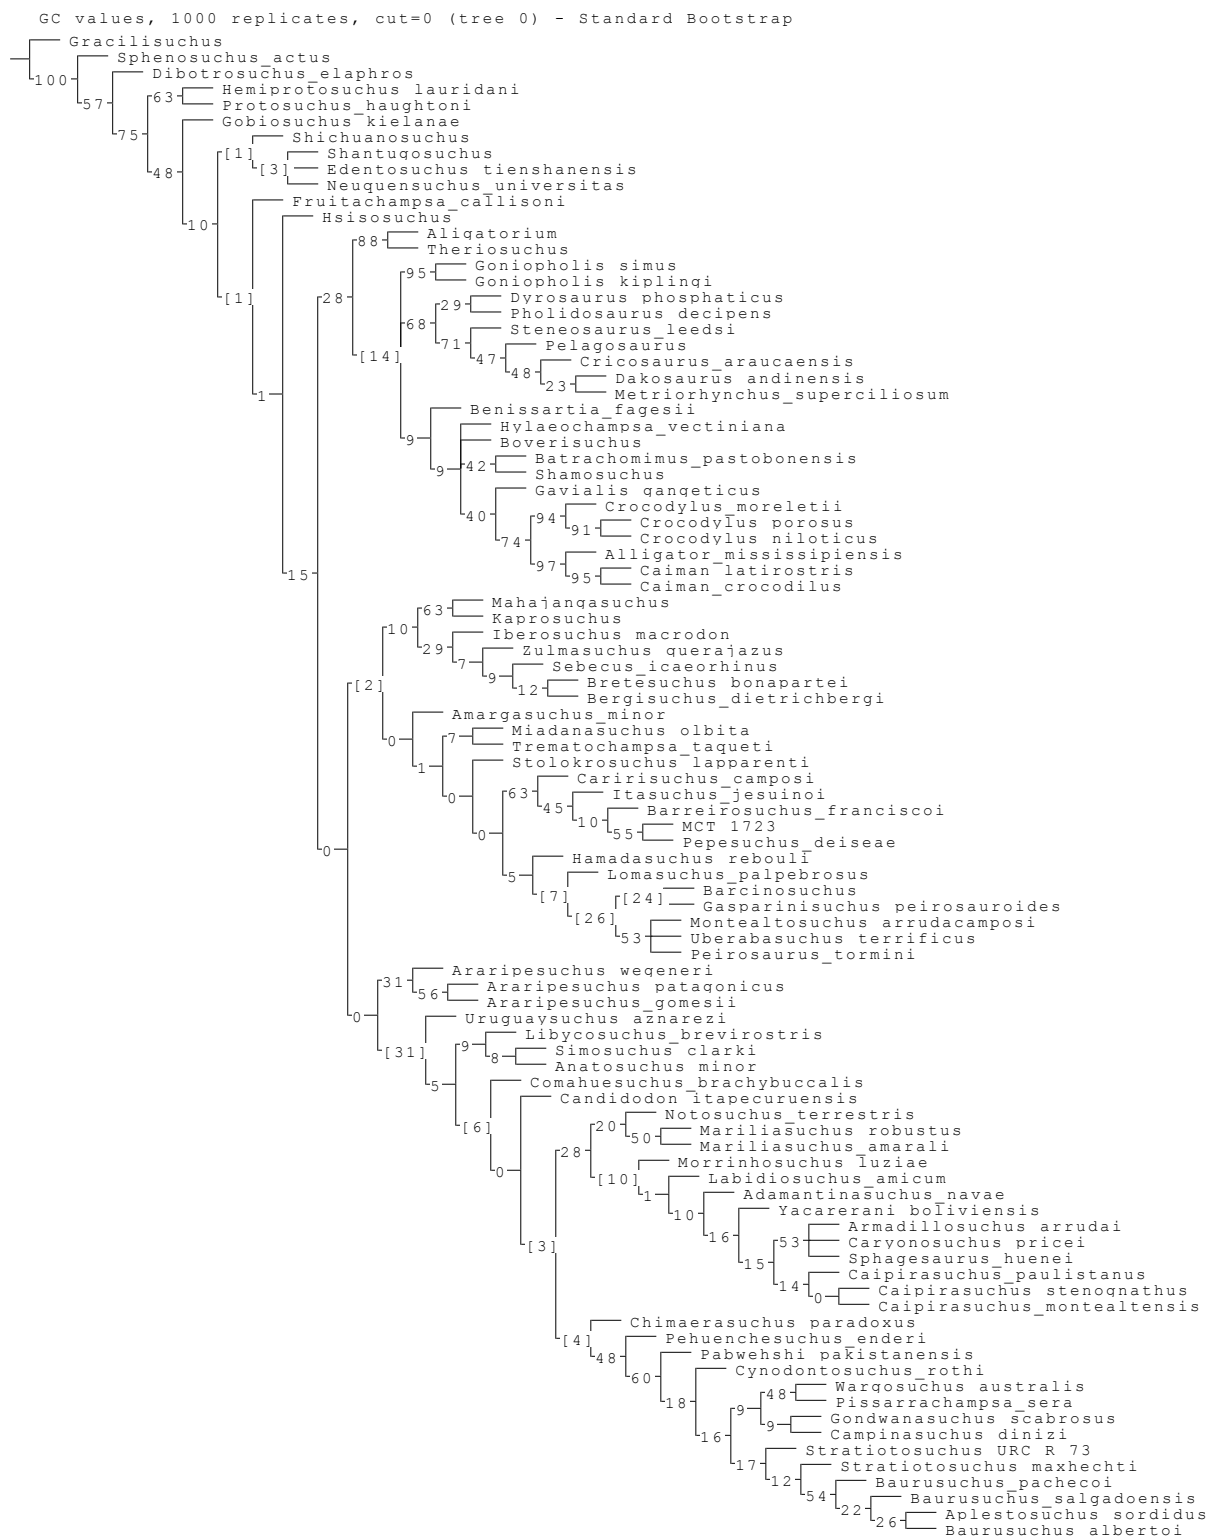 GC values, 1000 replicates, cut=0 (tree 0) - Standard Bootstrap
Gracilisuchus
Sphenosuchus_actus
100
Dibotrosuchus_elaphros
Hemiprotosuchus lauridani
63
57
Protosuchus_haughtoni
Gobiosuchus kielanae
75
Shichuanosuchus
[1]
Shantugosuchus
[3]
Edentosuchus tienshanensis
48
Neuquensuchus_universitas
Fruitachampsa_callisoni
Hsisosuchus
10
Aligatorium
88
Theriosuchus
Goniopholis simus
95
Goniopholis kiplingi
[1]
28
Dyrosaurus phosphaticus
29
Pholidosaurus decipens
68
Steneosaurus_leedsi
71
Pelagosaurus
[14]
47
Cricosaurus_araucaensis
48
Dakosaurus andinensis
23
Metriorhynchus_superciliosum
1
Benissartia_fagesii
Hylaeochampsa_vectiniana
9
Boverisuchus
Batrachomimus_pastobonensis
42
9
Shamosuchus
Gavialis gangeticus
Crocodylus_moreletii
40
94
Crocodylus porosus
91
Crocodylus niloticus
74
Alligator_mississipiensis
97
Caiman_latirostris
15
95
Caiman_crocodilus
Mahajangasuchus
63
Kaprosuchus
10
Iberosuchus macrodon
29
Zulmasuchus querajazus
7
Sebecus_icaeorhinus
9
Bretesuchus bonapartei
[2]
12
Bergisuchus_dietrichbergi
Amargasuchus_minor
Miadanasuchus olbita
7
0
Trematochampsa_taqueti
Stolokrosuchus lapparenti
1
Caririsuchus_camposi
63
Itasuchus_jesuinoi
0
45
Barreirosuchus_franciscoi
10
MCT 1723
0
55
Pepesuchus_deiseae
0
Hamadasuchus rebouli
Lomasuchus_palpebrosus
5
Barcinosuchus
[7]
[24]
Gasparinisuchus peirosauroides
[26]
Montealtosuchus arrudacamposi
53
Uberabasuchus terrificus
Peirosaurus_tormini
Araripesuchus wegeneri
31
Araripesuchus patagonicus
56
Araripesuchus_gomesii
0
Uruguaysuchus aznarezi
Libycosuchus_brevirostris
9
[31]
Simosuchus clarki
8
Anatosuchus minor
5
Comahuesuchus_brachybuccalis
Candidodon itapecuruensis
Notosuchus_terrestris
[6]
20
Mariliasuchus robustus
50
Mariliasuchus_amarali
28
Morrinhosuchus luziae
0
[10]
Labidiosuchus_amicum
1
Adamantinasuchus_navae
10
Yacarerani boliviensis
16
Armadillosuchus arrudai
[3]
53
Caryonosuchus pricei
15
Sphagesaurus_huenei
Caipirasuchus_paulistanus
14
Caipirasuchus stenognathus
0
Caipirasuchus_montealtensis
Chimaerasuchus paradoxus
[4]
Pehuenchesuchus_enderi
48
Pabwehshi pakistanensis
60
Cynodontosuchus_rothi
Wargosuchus australis
18
48
Pissarrachampsa_sera
9
Gondwanasuchus scabrosus
9
Campinasuchus dinizi
16
Stratiotosuchus URC R 73
17
Stratiotosuchus maxhechti
12
Baurusuchus_pachecoi
54
Baurusuchus_salgadoensis
22
Aplestosuchus sordidus
26
Baurusuchus albertoi